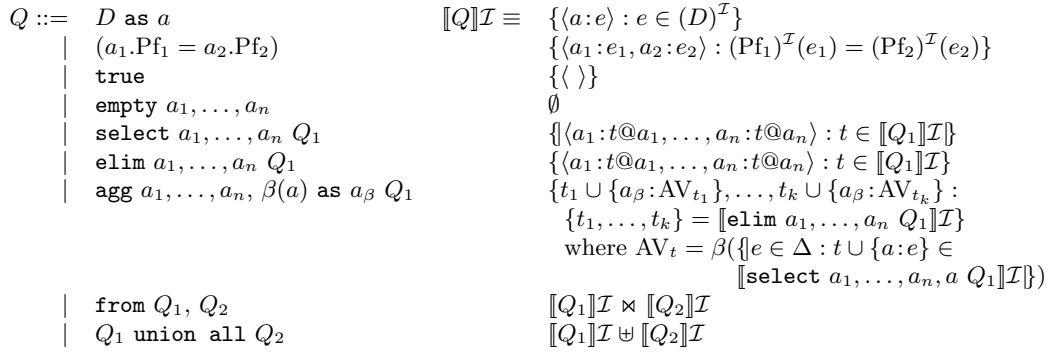 Q ::= D as a ⟦Q⟧ℐ ≡ {⟨a:e⟩ : e ∈ (D)^ℐ}
| (a₁.Pf₁ = a₂.Pf₂) {⟨a₁:e₁, a₂:e₂⟩ : (Pf₁)^ℐ(e₁) = (Pf₂)^ℐ(e₂)}
| true {⟨ ⟩}
| empty a₁, . . . , aₙ ∅
| select a₁, . . . , aₙ Q₁ {|⟨a₁:t@a₁, . . . , aₙ:t@aₙ⟩ : t ∈ ⟦Q₁⟧ℐ|}
| elim a₁, . . . , aₙ Q₁ {⟨a₁:t@a₁, . . . , aₙ:t@aₙ⟩ : t ∈ ⟦Q₁⟧ℐ}
| agg a₁, . . . , aₙ, β(a) as a_β Q₁ {t₁ ∪ {a_β:AV_{t₁}}, . . . , t_k ∪ {a_β:AV_{t_k}} :
{t₁, . . . , t_k} = ⟦elim a₁, . . . , aₙ Q₁⟧ℐ}
where AV_t = β({|e ∈ Δ : t ∪ {a:e} ∈
⟦select a₁, . . . , aₙ, a Q₁⟧ℐ|})
| from Q₁, Q₂ ⟦Q₁⟧ℐ ⋈ ⟦Q₂⟧ℐ
| Q₁ union all Q₂ ⟦Q₁⟧ℐ ⊎ ⟦Q₂⟧ℐ